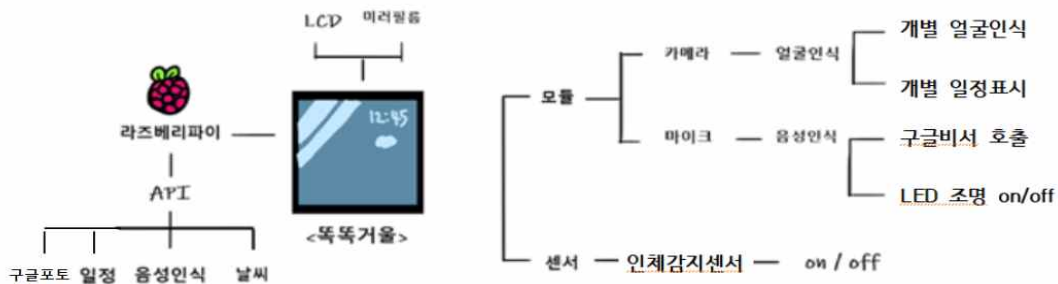 LCD 미러필름
라즈베리파이
12:45
API
<똑똑거울>
구글포토 일정 음성인식 날씨
모듈
카메라
얼굴인식
개별 얼굴인식
개별 일정표시
마이크
음성인식
구글비서 호출
LED 조명 on/off
센서
인체감지센서
on / off